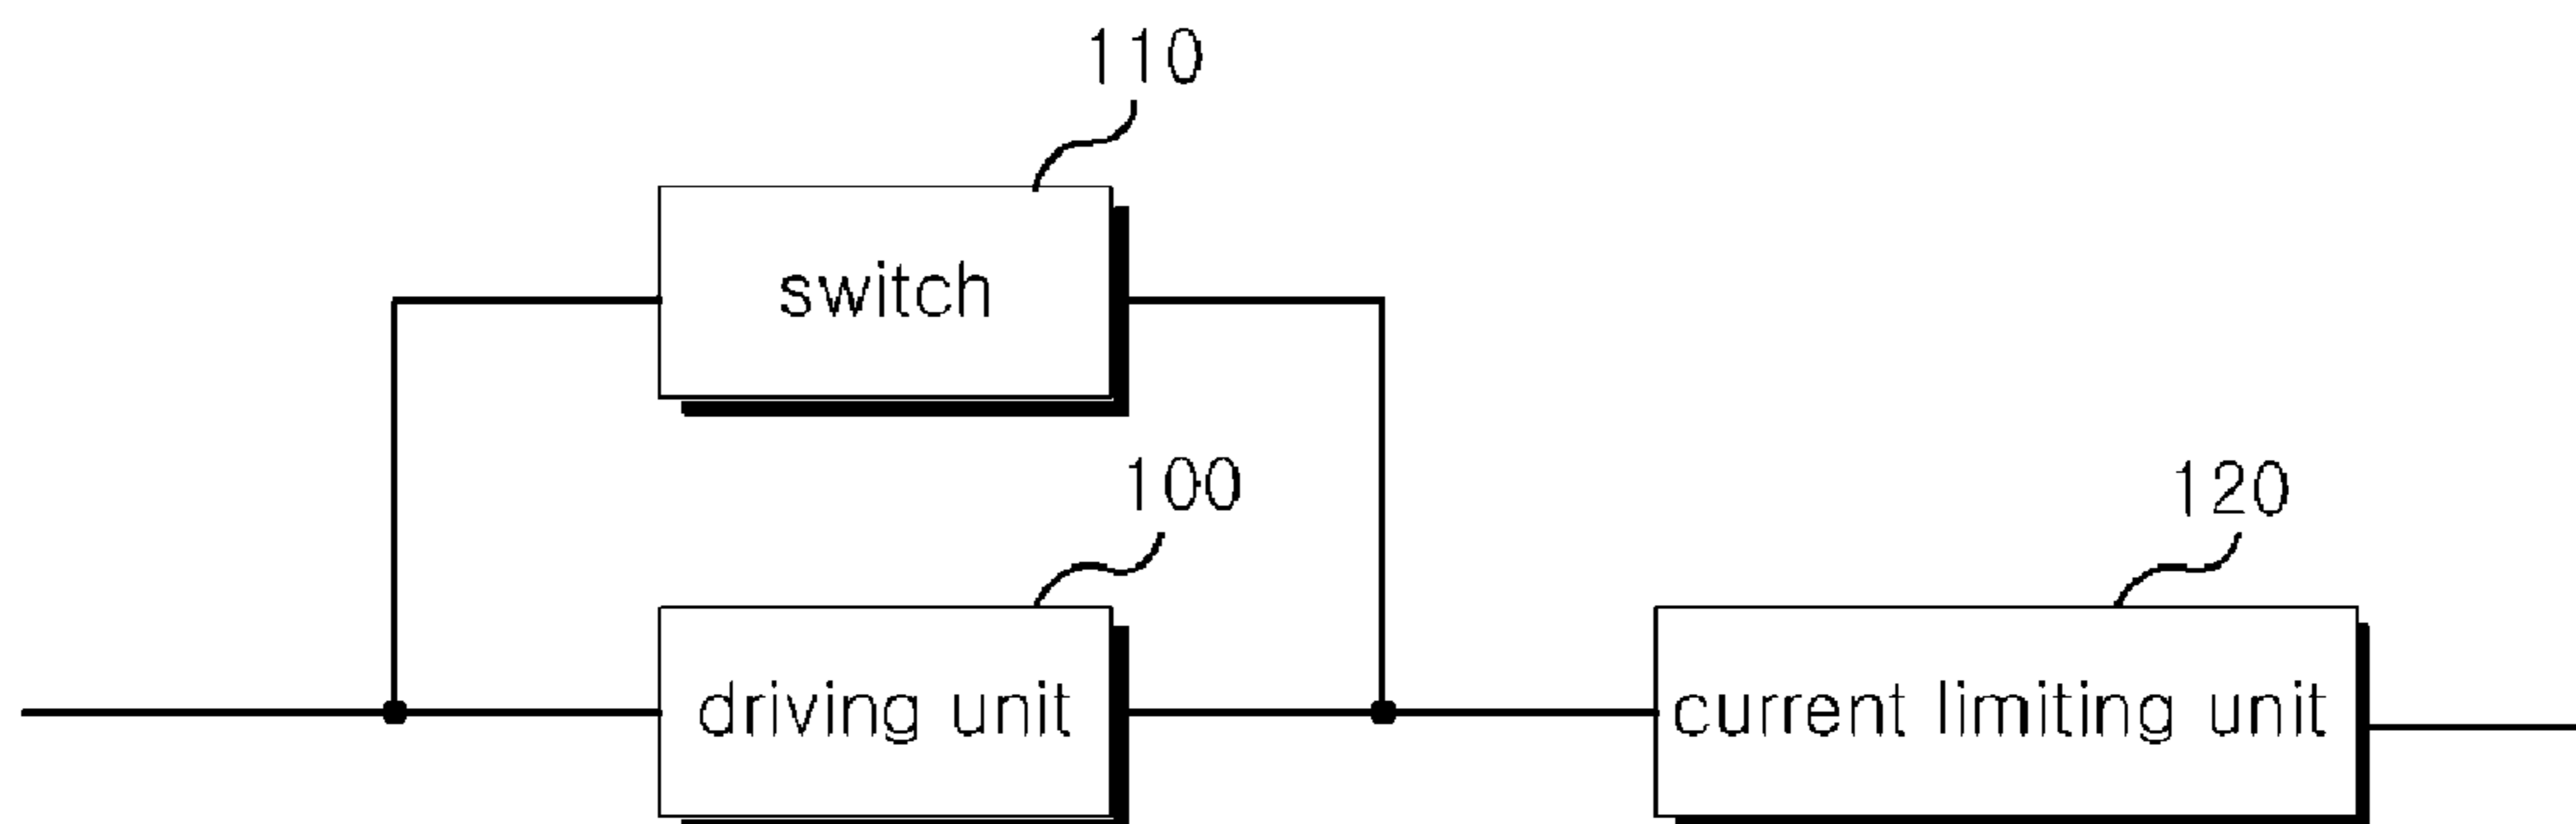 110
switch
100
120
driving unit
current limiting unit